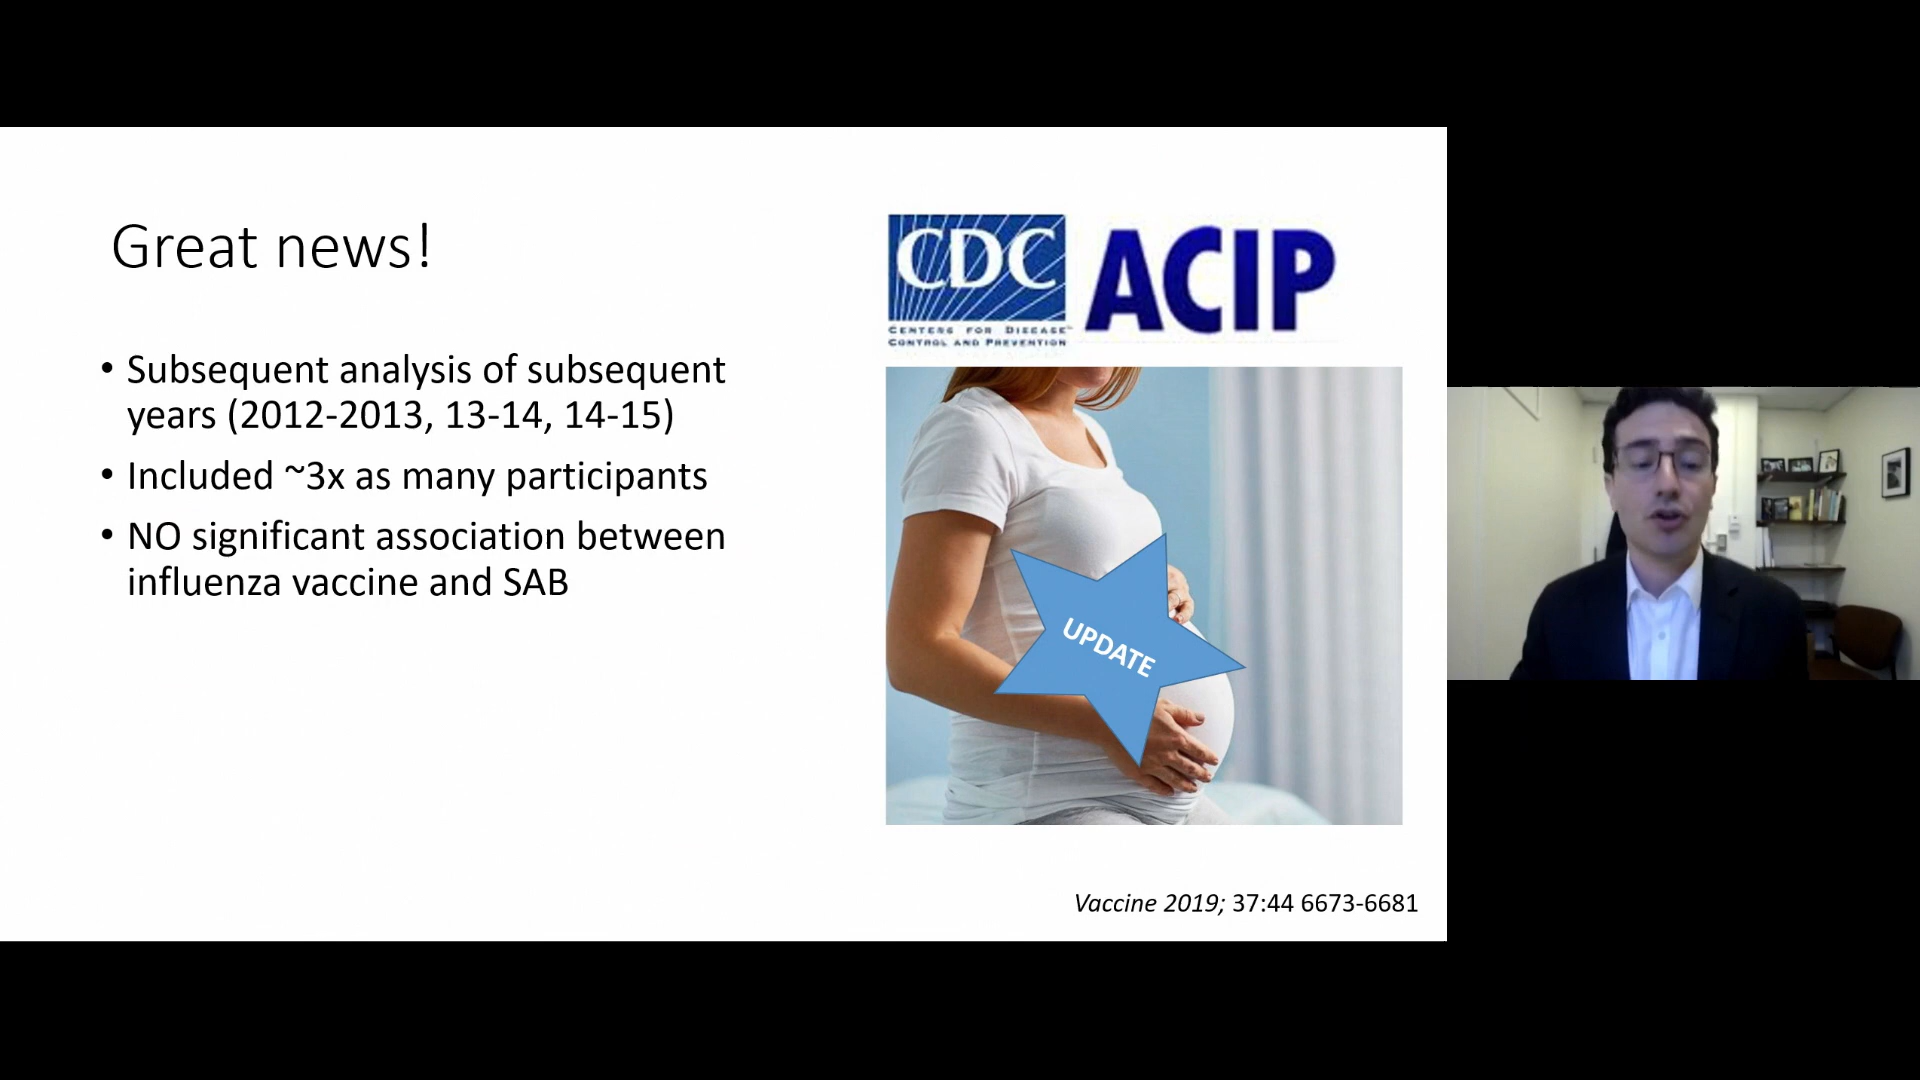 Great news!
• Subsequent analysis of subsequent
years (2012-2013, 13-14, 14-15)
• Included ~3x as many participants
• NO significant association between
influenza vaccine and SAB
CDC
CENTERS FOR DISEASE™
CONTROL AND PREVENTION
ACIP
UPDATE
Vaccine 2019; 37:44 6673-6681